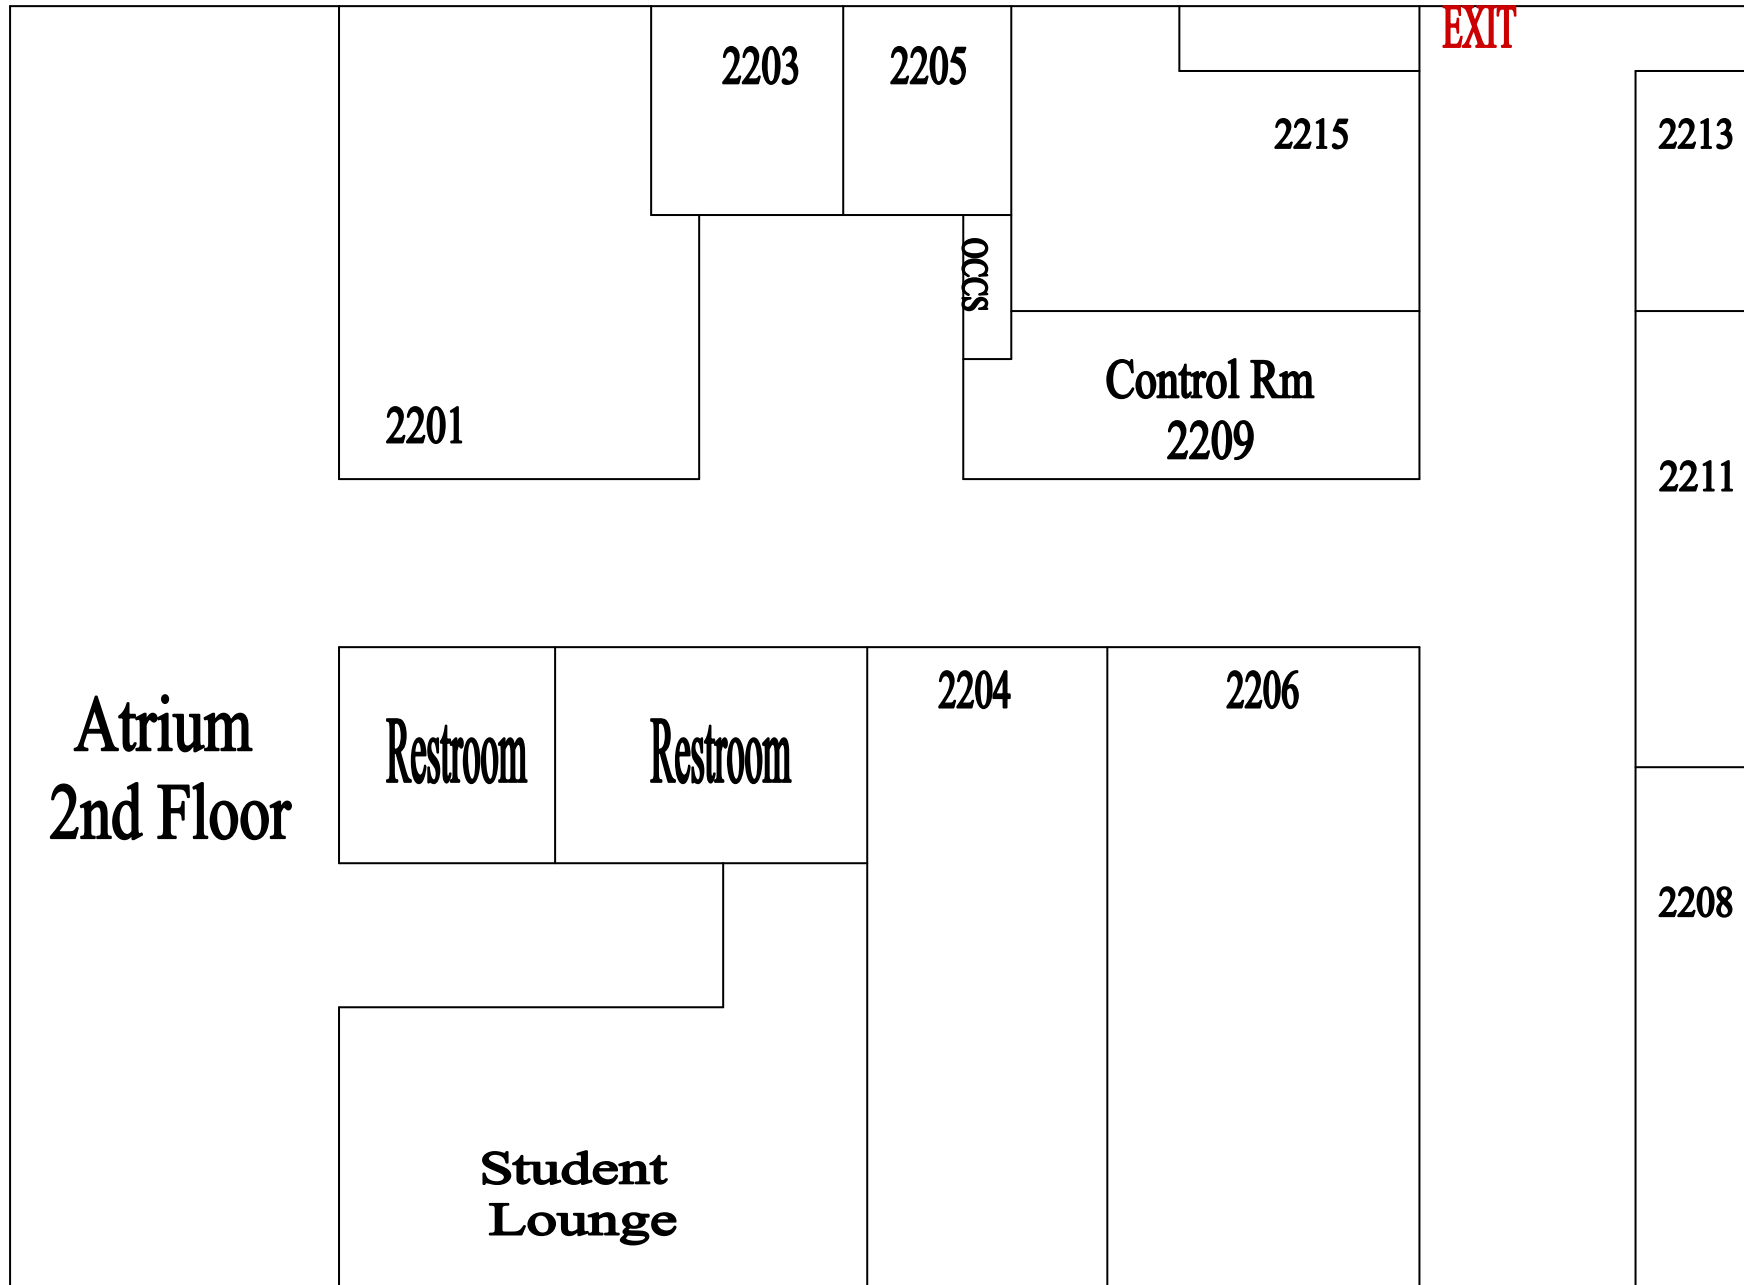 EXIT
2203
2205
2215
2213
OCCS
Control Rm
2209
2201
2211
2204
2206
Atrium
2nd Floor
Restroom
Restroom
2208
Student
Lounge